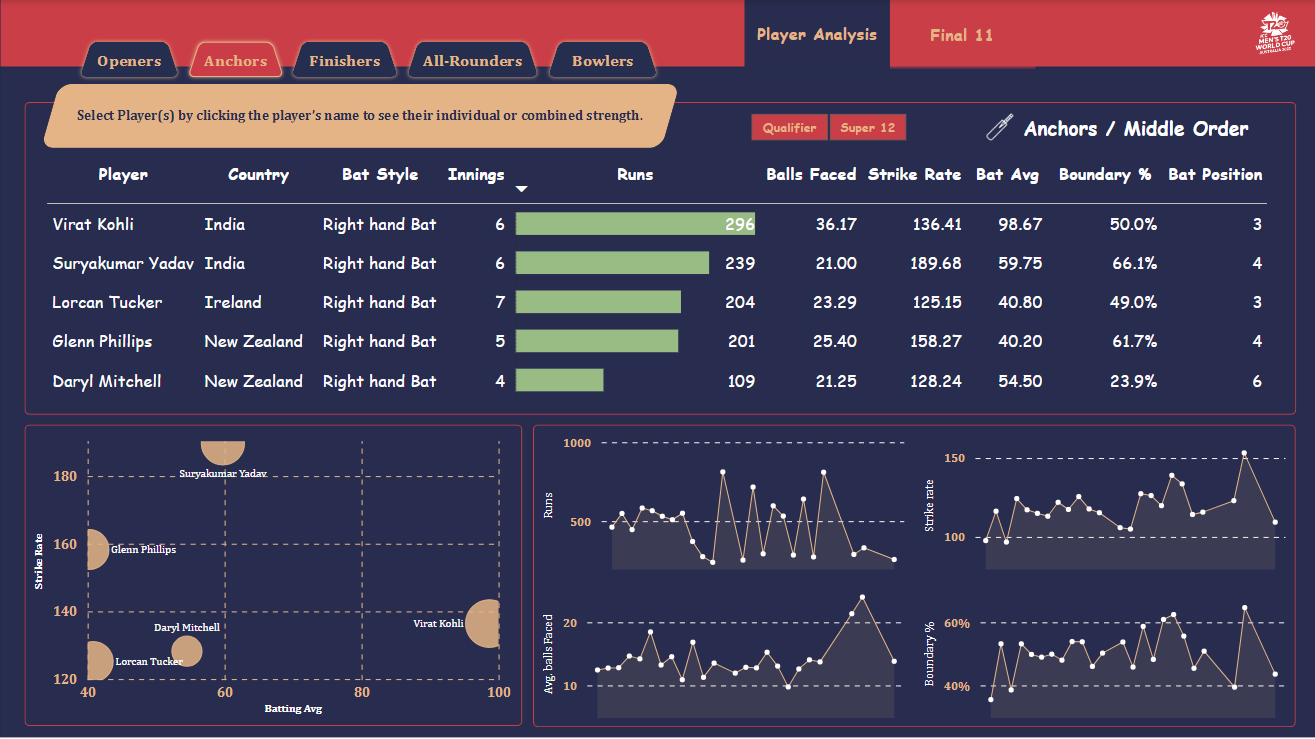 Player Analysis
Final 11
ICC
MEN'S T20
WORLD CUP
AUSTRALIA 2022
Openers
Anchors
Finishers
All-Rounders
Bowlers
Select Player(s) by clicking the player's name to see their individual or combined strength.
Qualifier
Super 12
Anchors / Middle Order
Player Country Bat Style Innings Runs Balls Faced Strike Rate Bat Avg Boundary % Bat Position
Virat Kohli India Right hand Bat 6 296 36.17 136.41 98.67 50.0% 3
Suryakumar Yadav India Right hand Bat 6 239 21.00 189.68 59.75 66.1% 4
Lorcan Tucker Ireland Right hand Bat 7 204 23.29 125.15 40.80 49.0% 3
Glenn Phillips New Zealand Right hand Bat 5 201 25.40 158.27 40.20 61.7% 4
Daryl Mitchell New Zealand Right hand Bat 4 109 21.25 128.24 54.50 23.9% 6
Strike Rate
180
160
140
120
Suryakumar Yadav
Glenn Phillips
Virat Kohli
Daryl Mitchell
Lorcan Tucker
40 60 80 100
Batting Avg
Runs
1000
500
Strike rate
150
100
Avg. balls Faced
20
10
Boundary %
60%
40%